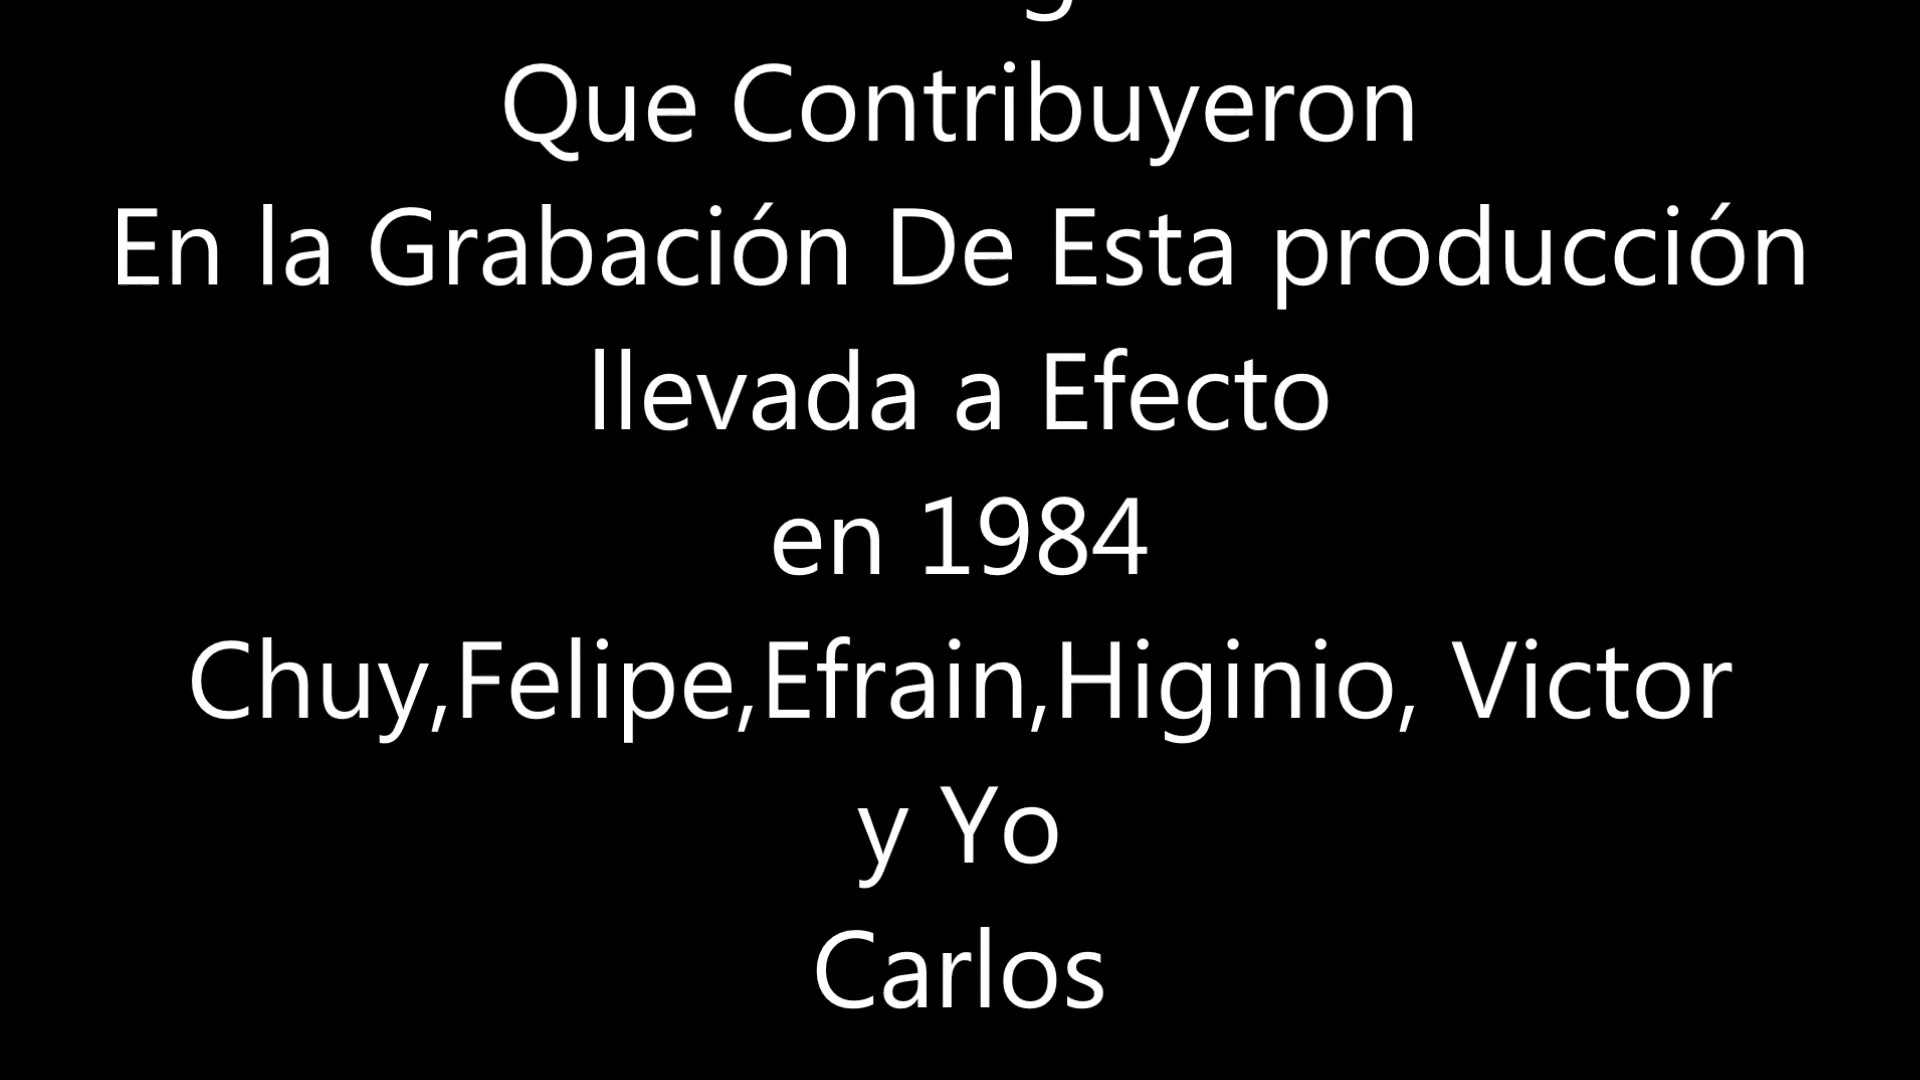 Que Contribuyeron
En la Grabación De Esta producción
llevada a Efecto
en 1984
Chuy,Felipe,Efrain,Higinio, Victor
y Yo
Carlos